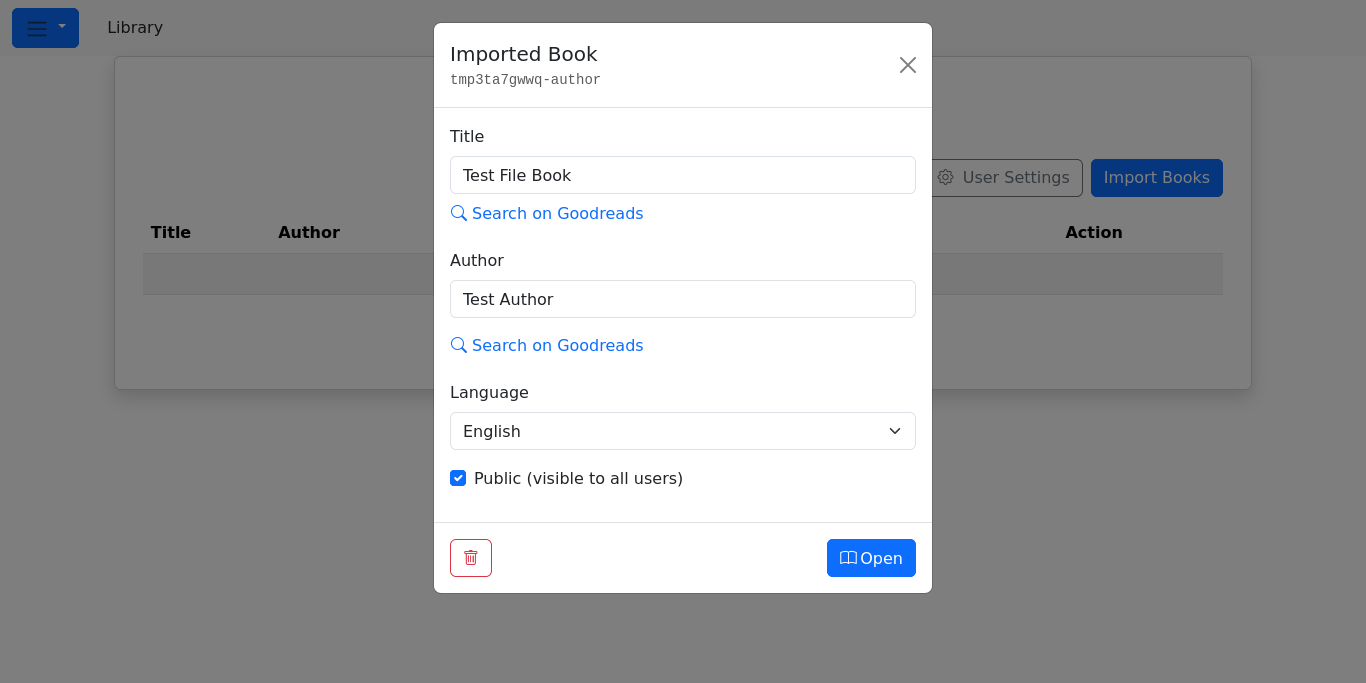 Library
Imported Book
tmp3ta7gwwq-author
Title
Test File Book
Search on Goodreads
Author
Test Author
Search on Goodreads
Language
English
Public (visible to all users)
Open
User Settings
Import Books
Title
Author
Action